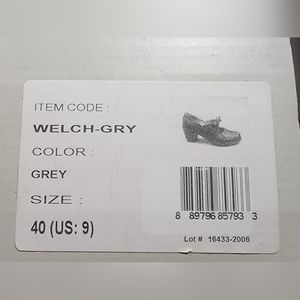 ITEM CODE :
WELCH-GRY
COLOR :
GREY
SIZE :
40 (US: 9)
8 89796 85793 3
Lot # 16433-2006